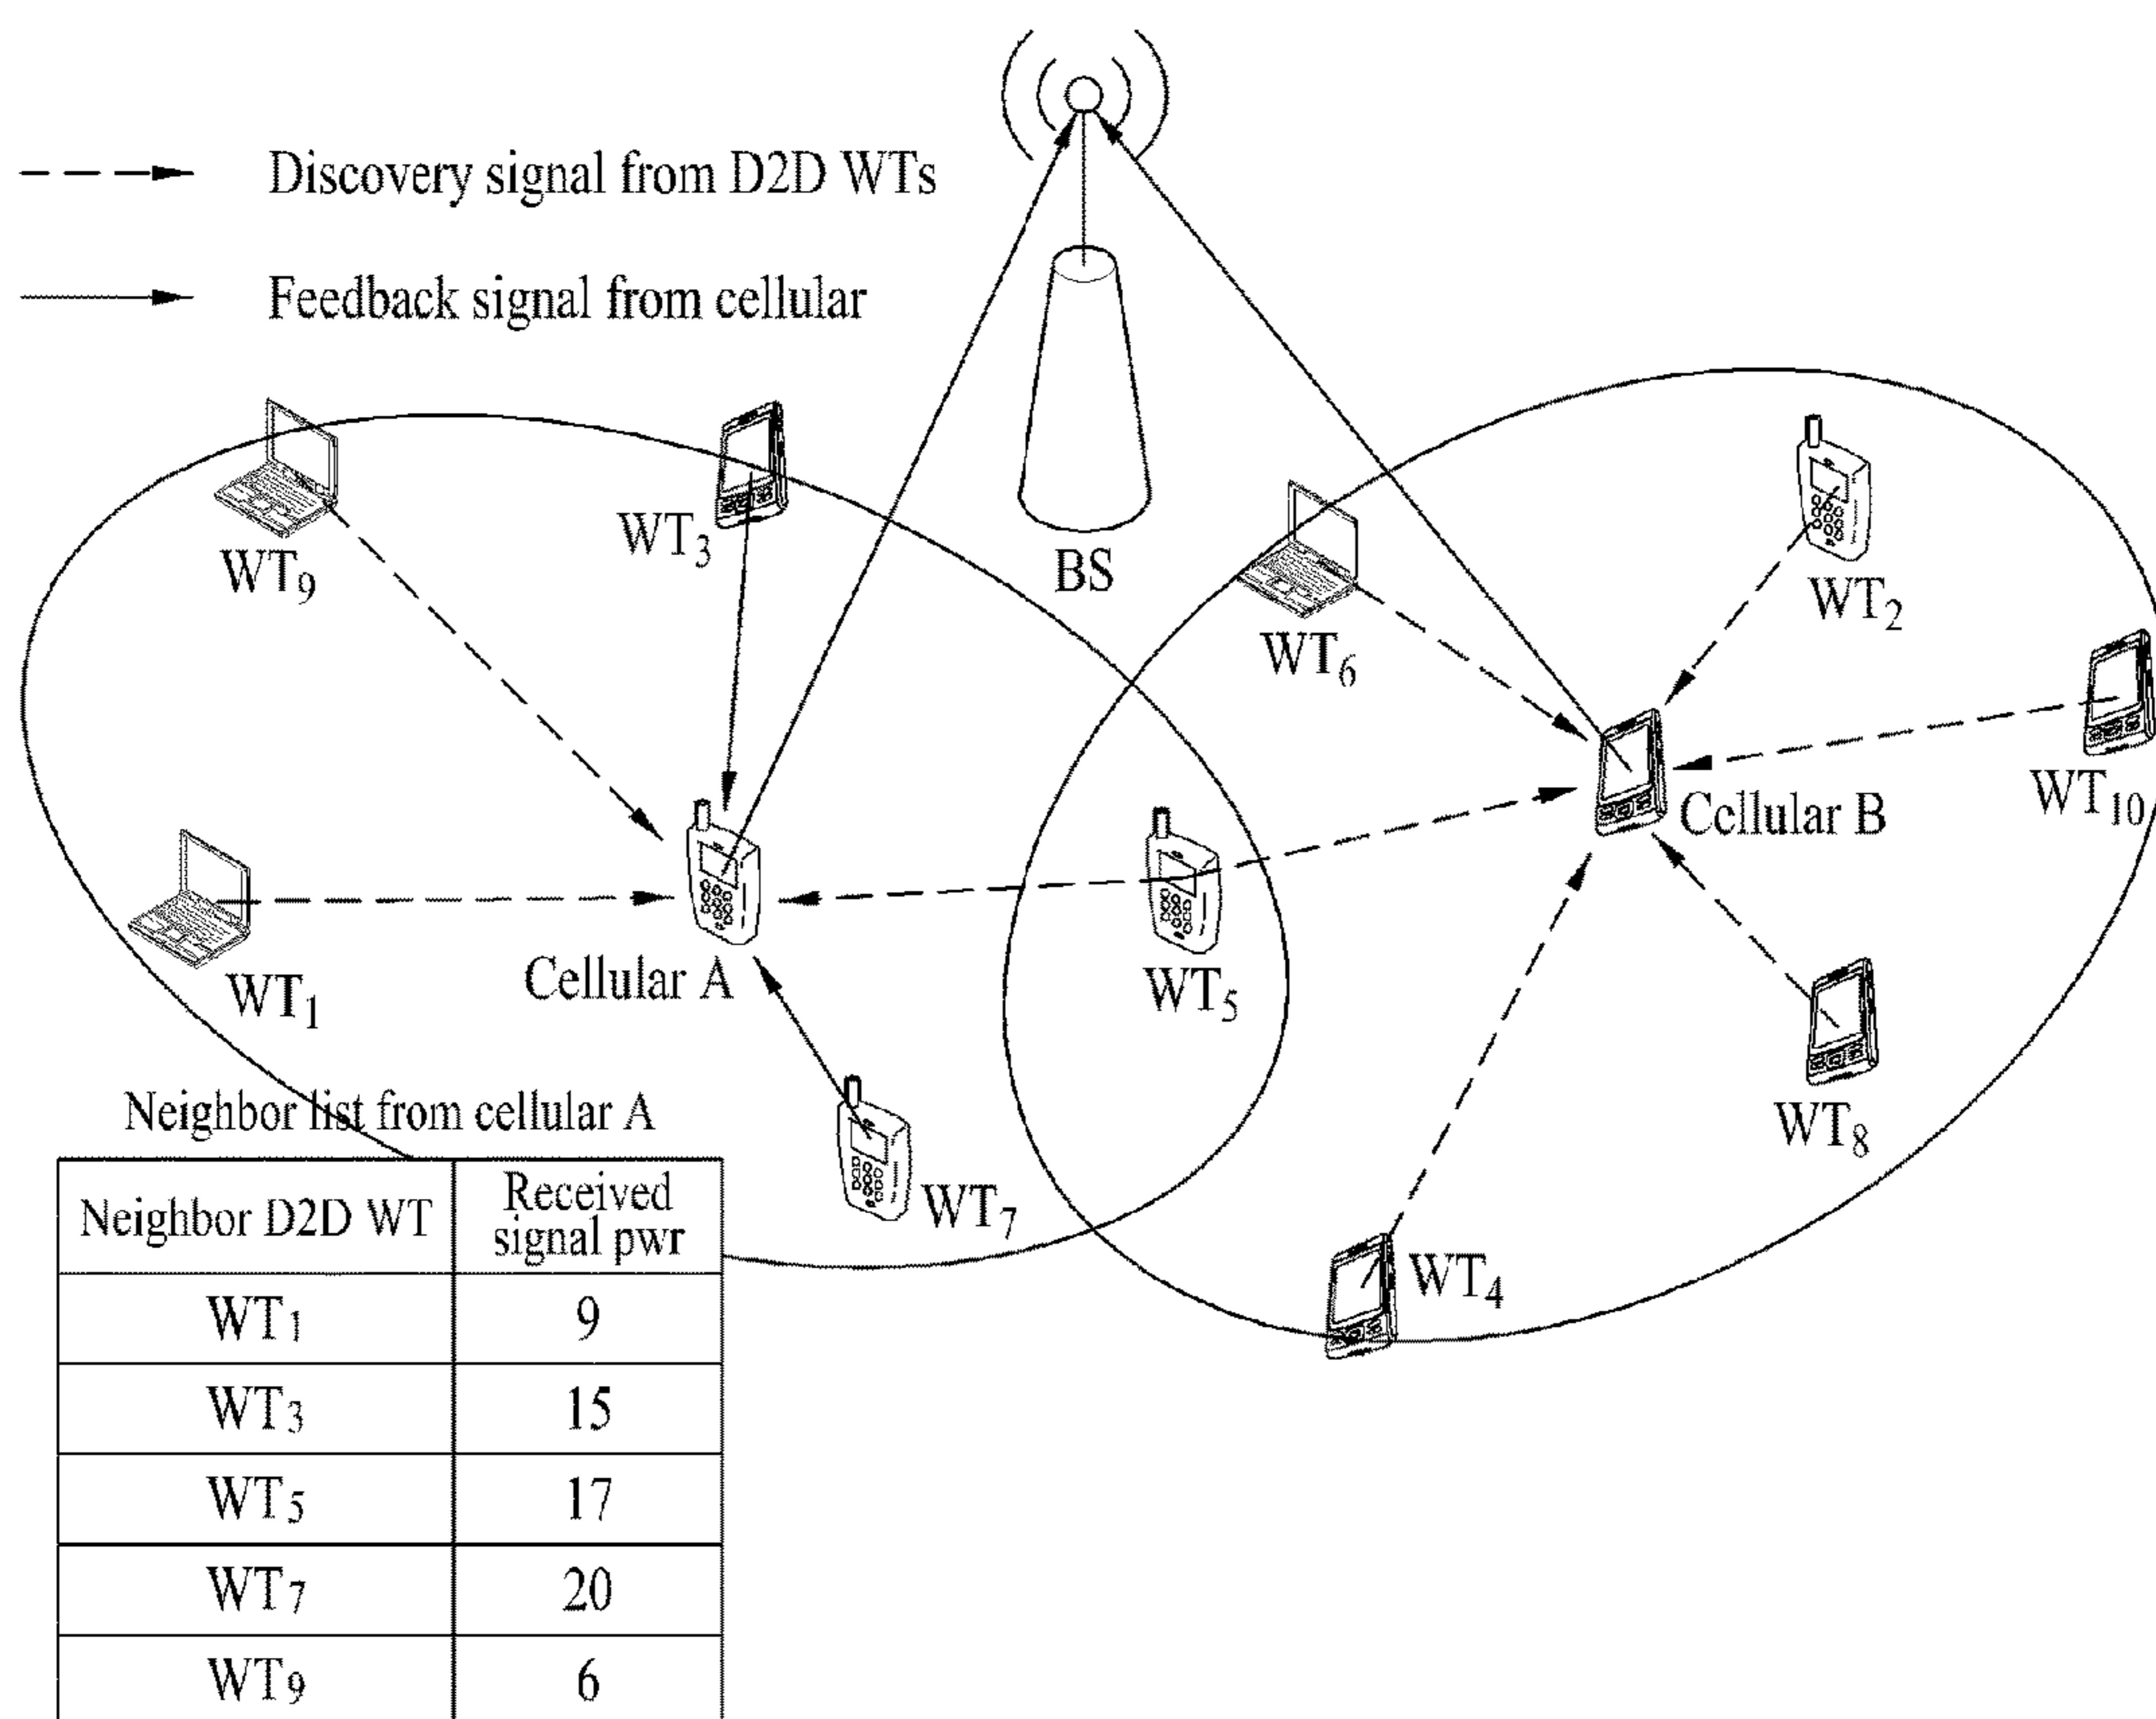 Discovery signal from D2D WTs
Feedback signal from cellular
WT9
WT3
BS
WT6
WT2
WT10
Cellular B
WT1
Cellular A
WT5
WT8
WT7
WT4
Neighbor list from cellular A
Neighbor D2D WT
Received
signal pwr
WT1 9
WT3 15
WT5 17
WT7 20
WT9 6